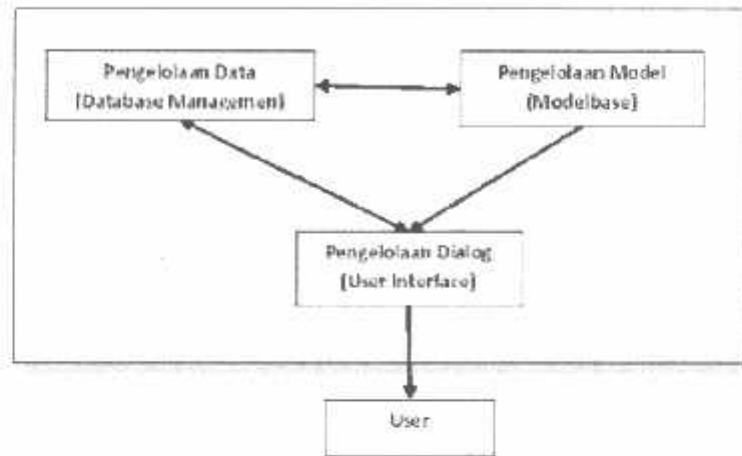 Pengelolaan Data
(Database Managemen)
Pengelolaan Model
(Modelbase)
Pengelolaan Dialog
(User Interface)
User